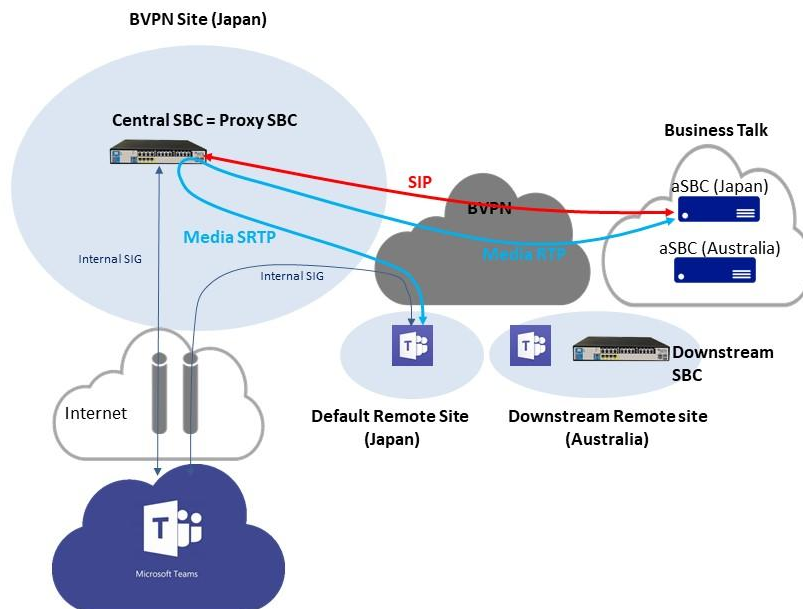 BVPN Site (Japan)
Central SBC = Proxy SBC
Business Talk
SIP
aSBC (Japan)
BVPN
Media SRTP
Media RTP
aSBC (Australia)
Internal SIG
Internal SIG
Downstream
SBC
Internet
Default Remote Site
(Japan)
Downstream Remote site
(Australia)
T
T
T
Microsoft Teams